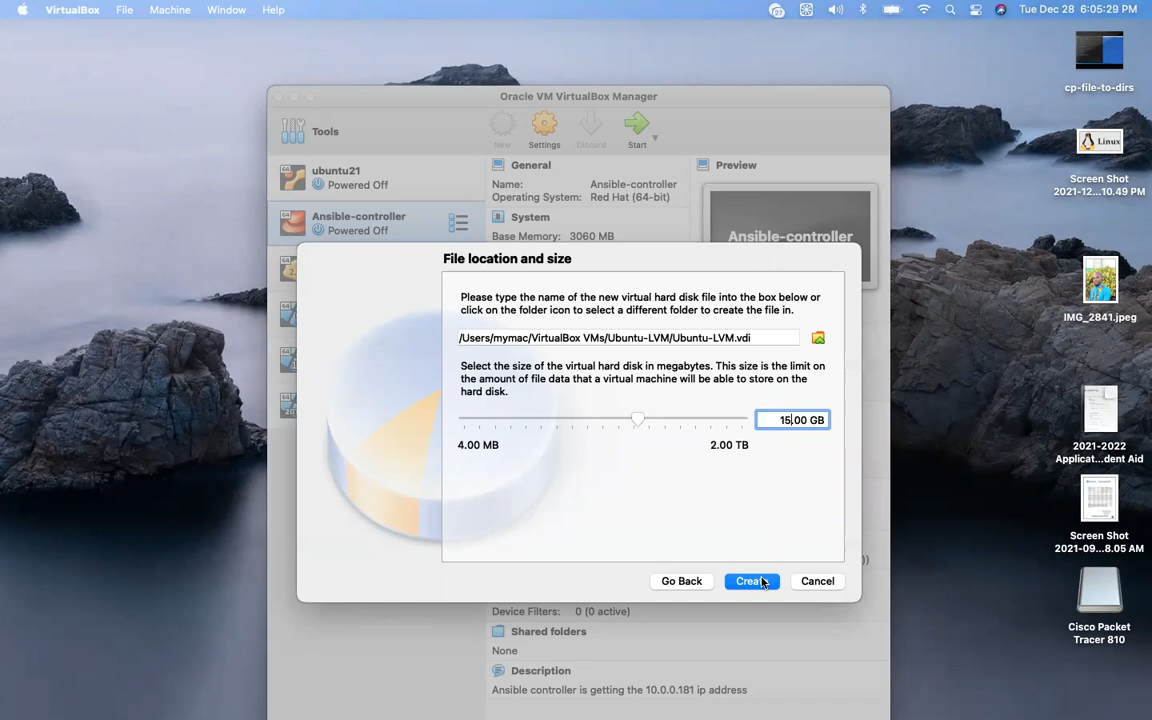 VirtualBox File Machine Window Help
Tue Dec 28 6:05:29 PM
Oracle VM VirtualBox Manager
Tools
New
Settings
Discard
Start
ubuntu21
Powered Off
Ansible-controller
Powered Off
General
Name: Ansible-controller
Operating System: Red Hat (64-bit)
System
Base Memory: 3060 MB
Preview
Ansible-controller
File location and size
Please type the name of the new virtual hard disk file into the box below or
click on the folder icon to select a different folder to create the file in.
/Users/mymac/VirtualBox VMs/Ubuntu-LVM/Ubuntu-LVM.vdi
Select the size of the virtual hard disk in megabytes. This size is the limit on
the amount of file data that a virtual machine will be able to store on the
hard disk.
15.00 GB
4.00 MB
2.00 TB
Go Back
Cancel
Device Filters: 0 (0 active)
Shared folders
None
Description
Ansible controller is getting the 10.0.0.181 ip address
cp-file-to-dirs
Linux
Screen Shot
2021-12...10.49 PM
IMG_2841.jpeg
2021-2022
Applicat...dent Aid
Screen Shot
2021-09...8.05 AM
Cisco Packet
Tracer 810